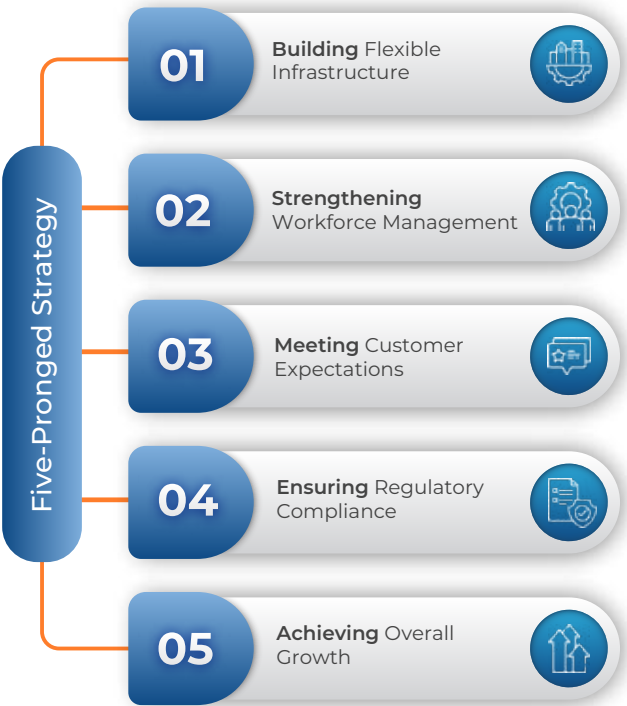 Five-Pronged Strategy
01
Building Flexible
Infrastructure
02
Strengthening
Workforce Management
03
Meeting Customer
Expectations
04
Ensuring Regulatory
Compliance
05
Achieving Overall
Growth